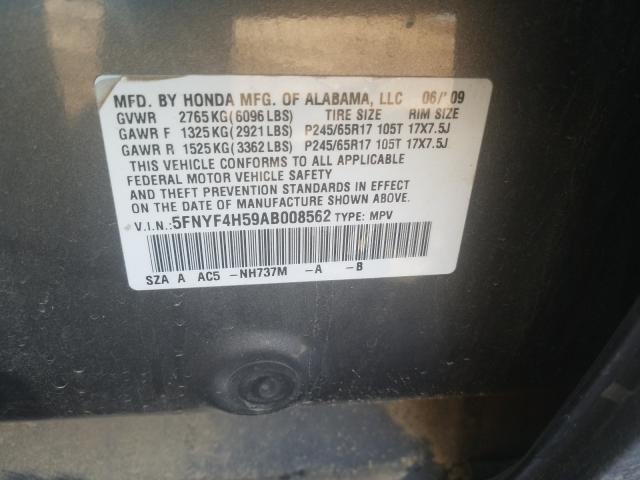 MFD. BY HONDA MFG. OF ALABAMA, LLC 06/'09
GVWR 2765KG(6096LBS) TIRE SIZE RIM SIZE
GAWR F 1325KG(2921LBS) P245/65R17 105T 17X7.5J
GAWR R 1525KG(3362LBS) P245/65R17 105T 17X7.5J
THIS VEHICLE CONFORMS TO ALL APPLICABLE
FEDERAL MOTOR VEHICLE SAFETY
AND THEFT PREVENTION STANDARDS IN EFFECT
ON THE DATE OF MANUFACTURE SHOWN ABOVE.
V.I.N.:5FNYF4H59AB008562 TYPE: MPV
SZA A AC5 -NH737M -A -B